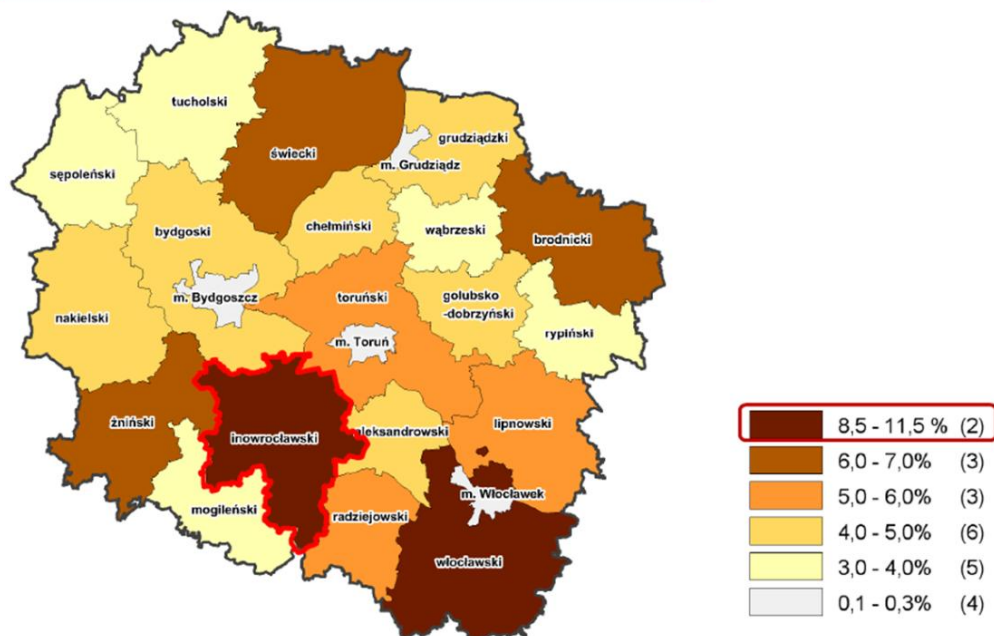 tucholski
świecki
grudziądzki
m. Grudziądz
sępoleński
chełmiński
wąbrzeski
bydgoski
brodnicki
m. Bydgoszcz
toruński
golubsko
-dobrzyński
nakielski
rypiński
m. Toruń
żniński
inowrocławski
aleksandrowski
lipnowski
mogileński
radziejowski
m. Włocławek
włocławski
8,5 - 11,5 % (2)
6,0 - 7,0% (3)
5,0 - 6,0% (3)
4,0 - 5,0% (6)
3,0 - 4,0% (5)
0,1 - 0,3% (4)